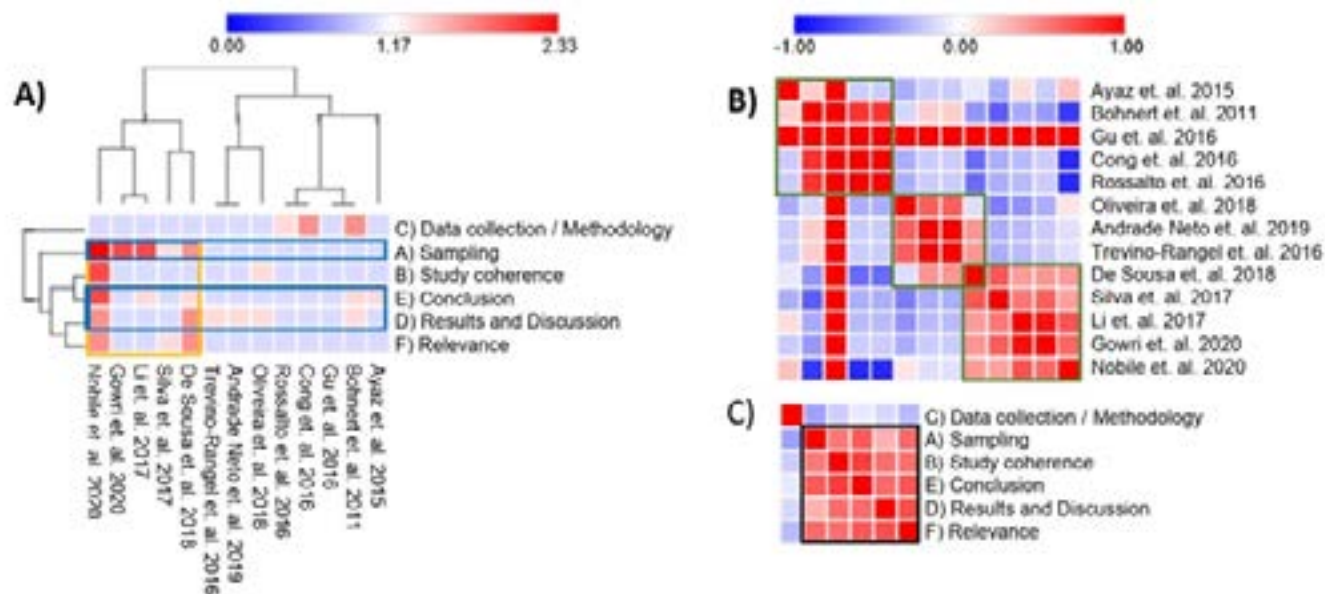 0.00 1.17 2.33
A)
C) Data collection / Methodology
A) Sampling
B) Study coherence
E) Conclusion
D) Results and Discussion
F) Relevance
Nobile et. al. 2020
Gowri et. al. 2020
Li et. al. 2017
Silva et. al. 2017
De Sousa et. al. 2018
Trevino-Rangel et. al. 2016
Andrade Neto et. al. 2019
Oliveira et. al. 2018
Rossalto et. al. 2016
Cong et. al. 2016
Gu et. al. 2016
Bohnert et. al. 2011
Ayaz et. al. 2015
-1.00 0.00 1.00
B)
Ayaz et. al. 2015
Bohnert et. al. 2011
Gu et. al. 2016
Cong et. al. 2016
Rossalto et. al. 2016
Oliveira et. al. 2018
Andrade Neto et. al. 2019
Trevino-Rangel et. al. 2016
De Sousa et. al. 2018
Silva et. al. 2017
Li et. al. 2017
Gowri et. al. 2020
Nobile et. al. 2020
C)
C) Data collection / Methodology
A) Sampling
B) Study coherence
E) Conclusion
D) Results and Discussion
F) Relevance